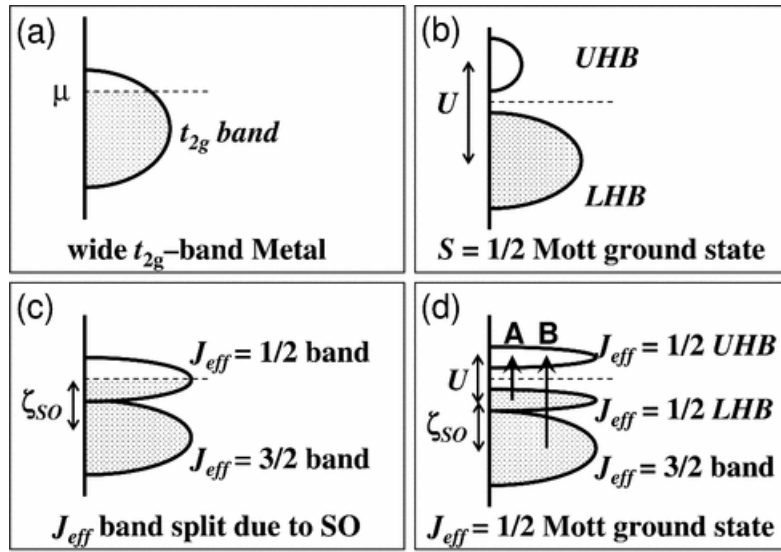 (a)
μ
t2g band
wide t2g–band Metal
(b)
UHB
U
LHB
S = 1/2 Mott ground state
(c)
Jeff = 1/2 band
ζSO
Jeff = 3/2 band
Jeff band split due to SO
(d)
A B
Jeff = 1/2 UHB
U
Jeff = 1/2 LHB
ζSO
Jeff = 3/2 band
Jeff = 1/2 Mott ground state